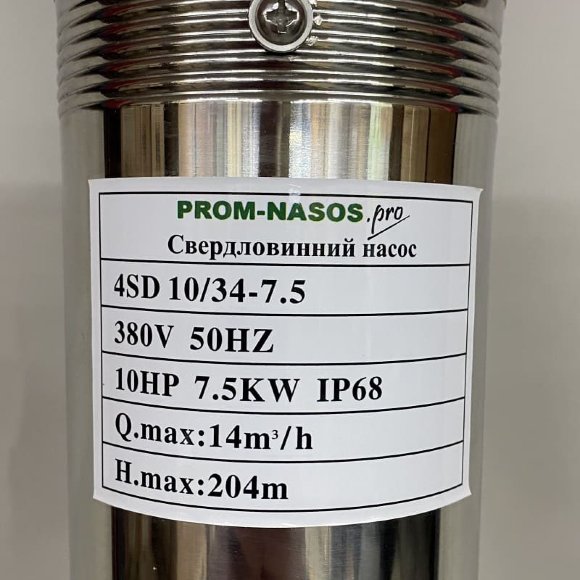 PROM-NASOS.pro
Свердловинний насос
4SD 10/34-7.5
380V 50HZ
10HP 7.5KW IP68
Q.max:14m³/h
H.max:204m